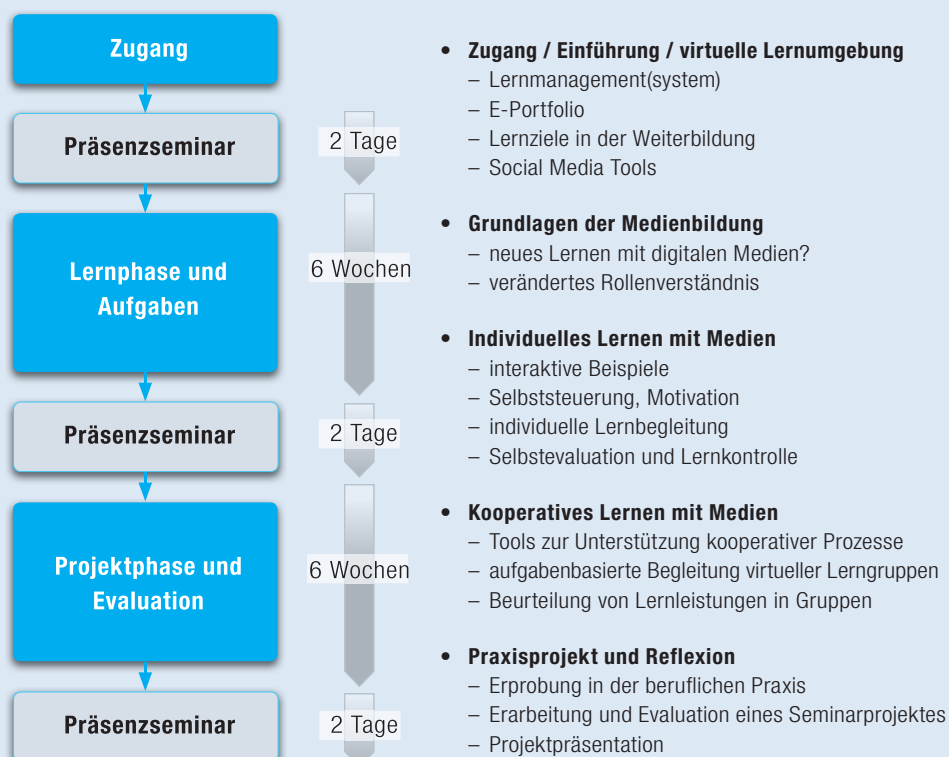 Zugang
Präsenzseminar
2 Tage
Lernphase und
Aufgaben
6 Wochen
Präsenzseminar
2 Tage
Projektphase und
Evaluation
6 Wochen
Präsenzseminar
2 Tage
• Zugang / Einführung / virtuelle Lernumgebung
– Lernmanagement(system)
– E-Portfolio
– Lernziele in der Weiterbildung
– Social Media Tools
• Grundlagen der Medienbildung
– neues Lernen mit digitalen Medien?
– verändertes Rollenverständnis
• Individuelles Lernen mit Medien
– interaktive Beispiele
– Selbststeuerung, Motivation
– individuelle Lernbegleitung
– Selbstevaluation und Lernkontrolle
• Kooperatives Lernen mit Medien
– Tools zur Unterstützung kooperativer Prozesse
– aufgabenbasierte Begleitung virtueller Lerngruppen
– Beurteilung von Lernleistungen in Gruppen
• Praxisprojekt und Reflexion
– Erprobung in der beruflichen Praxis
– Erarbeitung und Evaluation eines Seminarprojektes
– Projektpräsentation